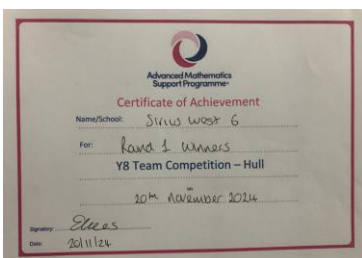 Advanced Mathematics
Support Programme®
Certificate of Achievement
Name/School: Sirius West 6
For: Round 1 Winners
Y8 Team Competition – Hull
on
20th November 2024
Signatory:
Date: 20/11/24